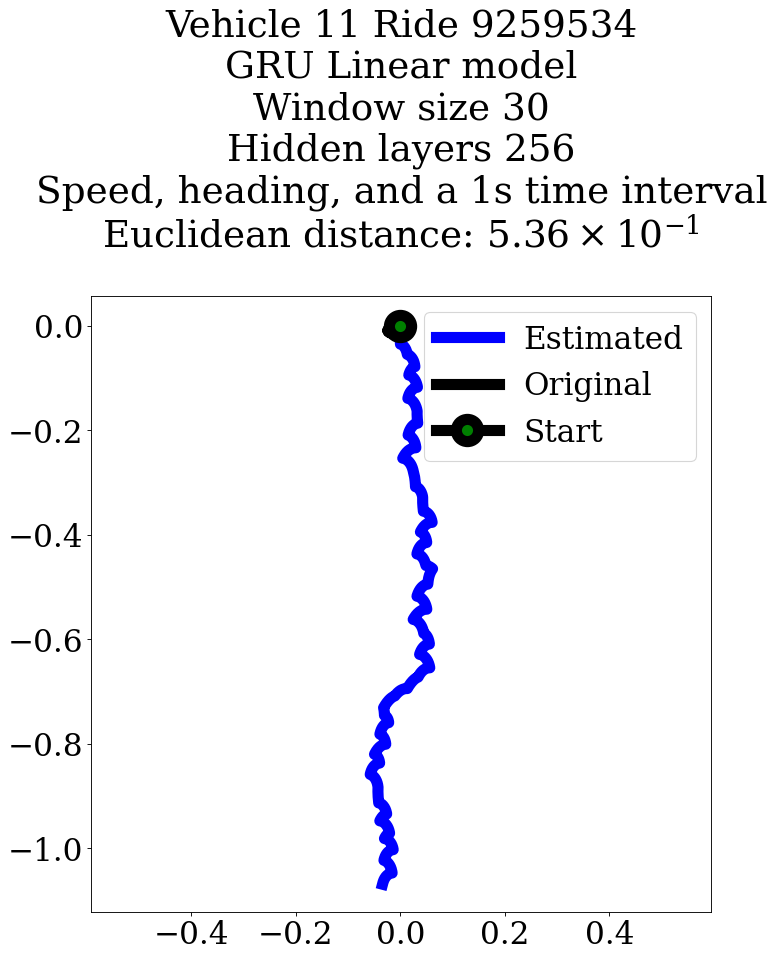 Vehicle 11 Ride 9259534
GRU Linear model
Window size 30
Hidden layers 256
Speed, heading, and a 1s time interval
Euclidean distance: 5.36 × 10⁻¹
Estimated
Original
Start
0.0
−0.2
−0.4
−0.6
−0.8
−1.0
−0.4 −0.2 0.0 0.2 0.4